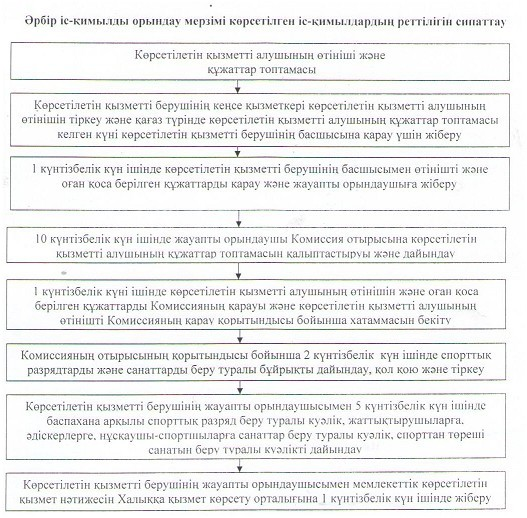 Әрбір іс-қимылды орындау мерзімі көрсетілген іс-қимылдардың реттілігін сипаттау
Көрсетілетін қызметті алушының өтініші және
құжаттар топтамасы
Көрсетілетін қызметті берушінің кеңсе қызметкері көрсетілетін қызметті алушының
өтінішін тіркеу және қағаз түрінде көрсетілетін қызметті алушының құжаттар топтамасы
келген күні көрсетілетін қызметті берушінің басшысына қарау үшін жіберу
1 күнтізбелік күн ішінде көрсетілетін қызметті берушінің басшысымен өтінішті және
оған қоса берілген құжаттарды қарау және жауапты орындаушыға жіберу
10 күнтізбелік күн ішінде жауапты орындаушы Комиссия отырысына көрсетілетін
қызметті алушының құжаттар топтамасын қалыптастыруы және дайындау
1 күнтізбелік күні ішінде көрсетілетін қызметті алушының өтінішін және оған қоса
берілген құжаттарды Комиссияның қарауы және көрсетілетін қызметті алушының
өтінішті Комиссияның қарау қорытындысы бойынша хатаммасын бекіту
Комиссияның отырысының қорытындысы бойынша 2 күнтізбелік күн ішінде спорттық
разрядтарды және санаттарды беру туралы бұйрықты дайындау, қол қою және тіркеу
Көрсетілетін қызметті берушінің жауапты орындаушысымен 5 күнтізбелік күн ішінде
баспахана арқылы спорттық разряд беру туралы куәлік, жаттықтырушыларға,
әдіскерлерге, нұсқаушы-спортшыларға санаттар беру туралы куәлік, спорттан төреші
санатын беру туралы куәлікті дайындау
Көрсетілетін қызметті берушінің жауапты орындаушысымен мемлекеттік көрсетілетін
қызмет нәтижесін Халыққа қызмет көрсету орталығына 1 күнтізбелік күн ішінде жіберу